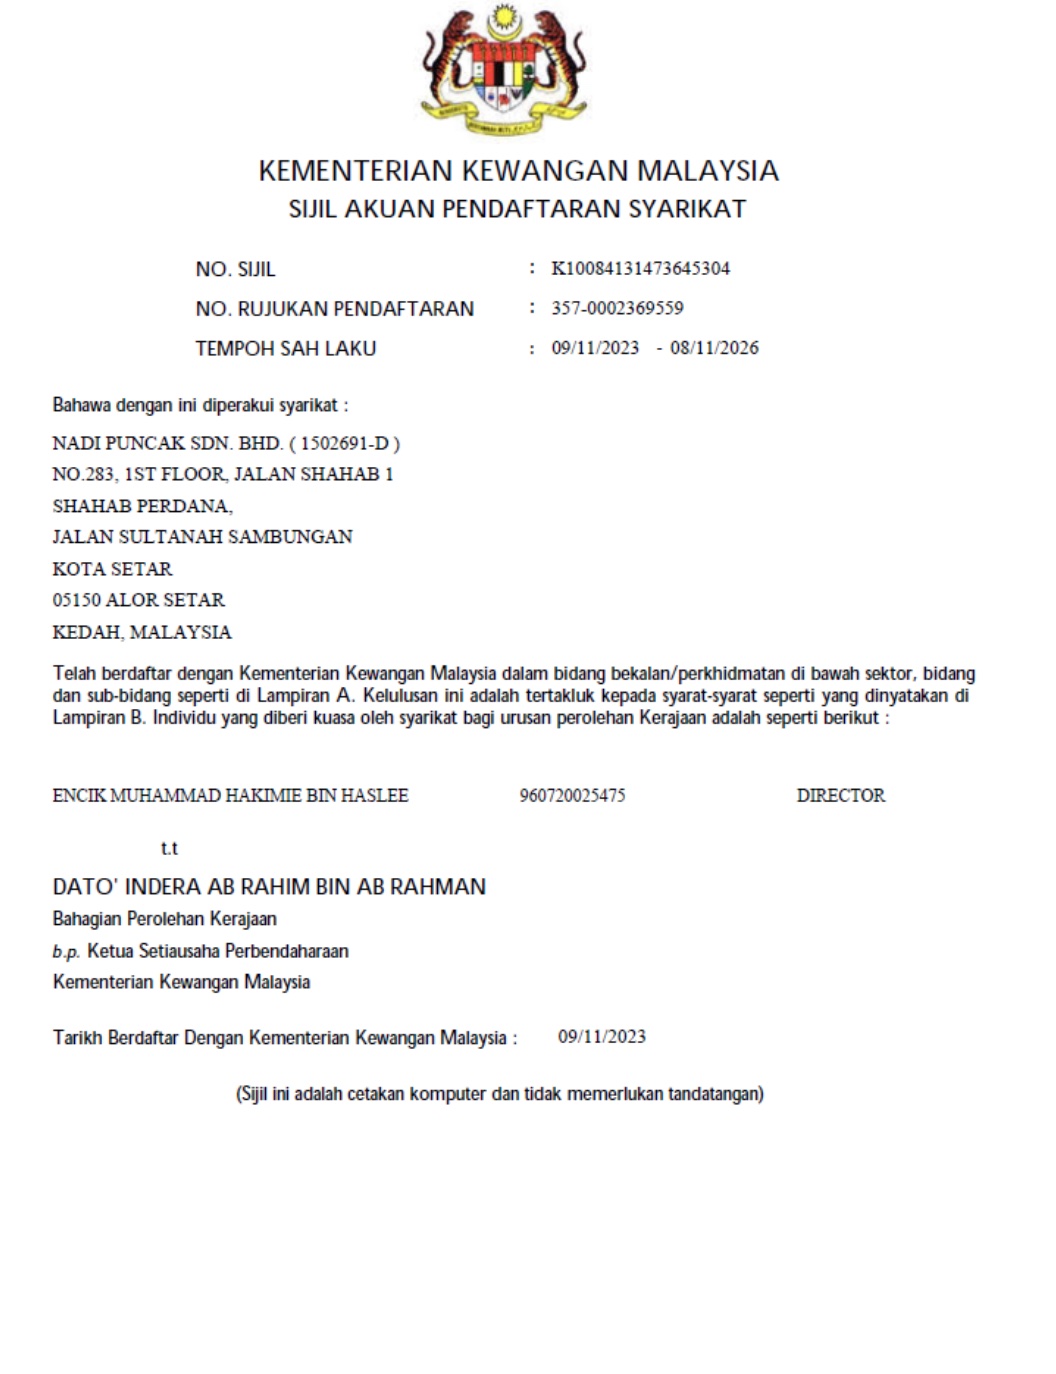 KEMENTERIAN KEWANGAN MALAYSIA
SIJIL AKUAN PENDAFTARAN SYARIKAT
NO. SIJIL : K10084131473645304
NO. RUJUKAN PENDAFTARAN : 357-0002369559
TEMPOH SAH LAKU : 09/11/2023 - 08/11/2026
Bahawa dengan ini diperakui syarikat :
NADI PUNCAK SDN. BHD. ( 1502691-D )
NO.283, 1ST FLOOR, JALAN SHAHAB 1
SHAHAB PERDANA,
JALAN SULTANAH SAMBUNGAN
KOTA SETAR
05150 ALOR SETAR
KEDAH, MALAYSIA
Telah berdaftar dengan Kementerian Kewangan Malaysia dalam bidang bekalan/perkhidmatan di bawah sektor, bidang
dan sub-bidang seperti di Lampiran A. Kelulusan ini adalah tertakluk kepada syarat-syarat seperti yang dinyatakan di
Lampiran B. Individu yang diberi kuasa oleh syarikat bagi urusan perolehan Kerajaan adalah seperti berikut :
ENCIK MUHAMMAD HAKIMIE BIN HASLEE 960720025475 DIRECTOR
t.t
DATO' INDERA AB RAHIM BIN AB RAHMAN
Bahagian Perolehan Kerajaan
b.p. Ketua Setiausaha Perbendaharaan
Kementerian Kewangan Malaysia
Tarikh Berdaftar Dengan Kementerian Kewangan Malaysia : 09/11/2023
(Sijil ini adalah cetakan komputer dan tidak memerlukan tandatangan)